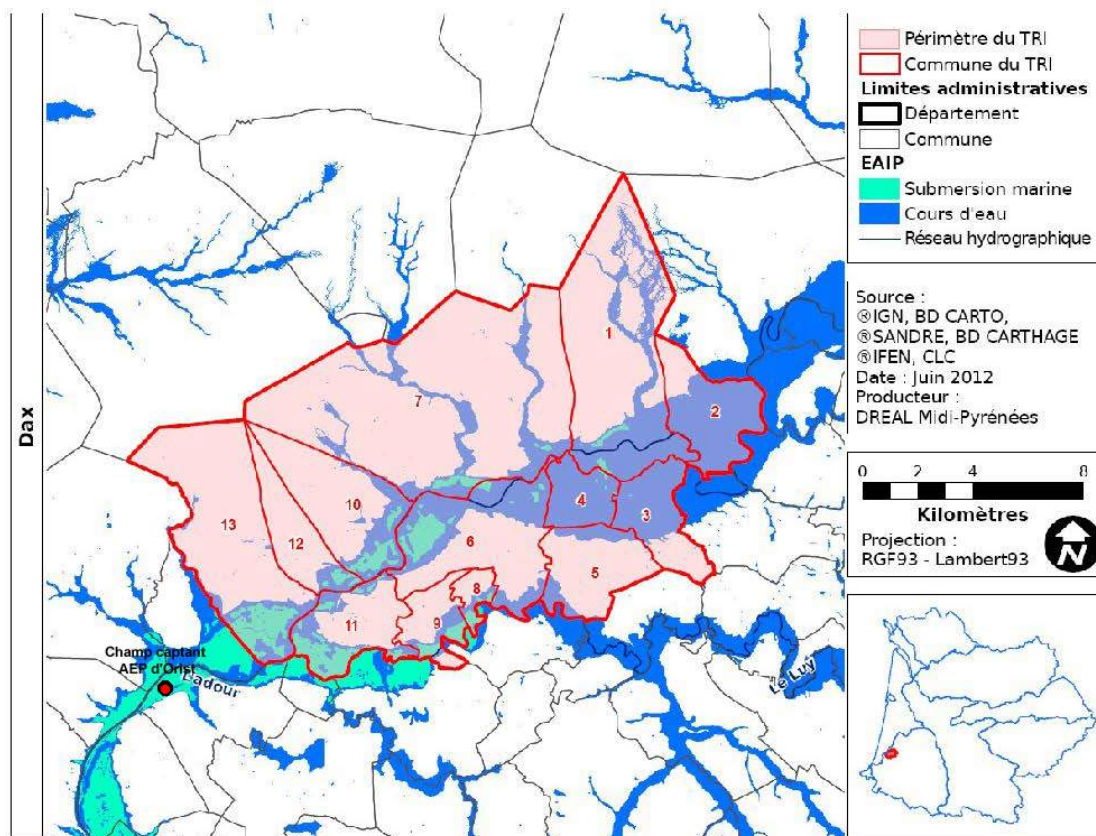 Dax
1
2
7
4
3
10
6
13
12
5
8
11
9
Champ captant
AEP d'Orist
L'adour
Le Luy
Périmètre du TRI
Commune du TRI
Limites administratives
Département
Commune
EAIP
Submersion marine
Cours d'eau
Réseau hydrographique
Source :
®IGN, BD CARTO,
®SANDRE, BD CARTHAGE
®IFEN, CLC
Date : Juin 2012
Producteur :
DREAL Midi-Pyrénées
0 2 4 8
Kilomètres
Projection :
RGF93 - Lambert93
N